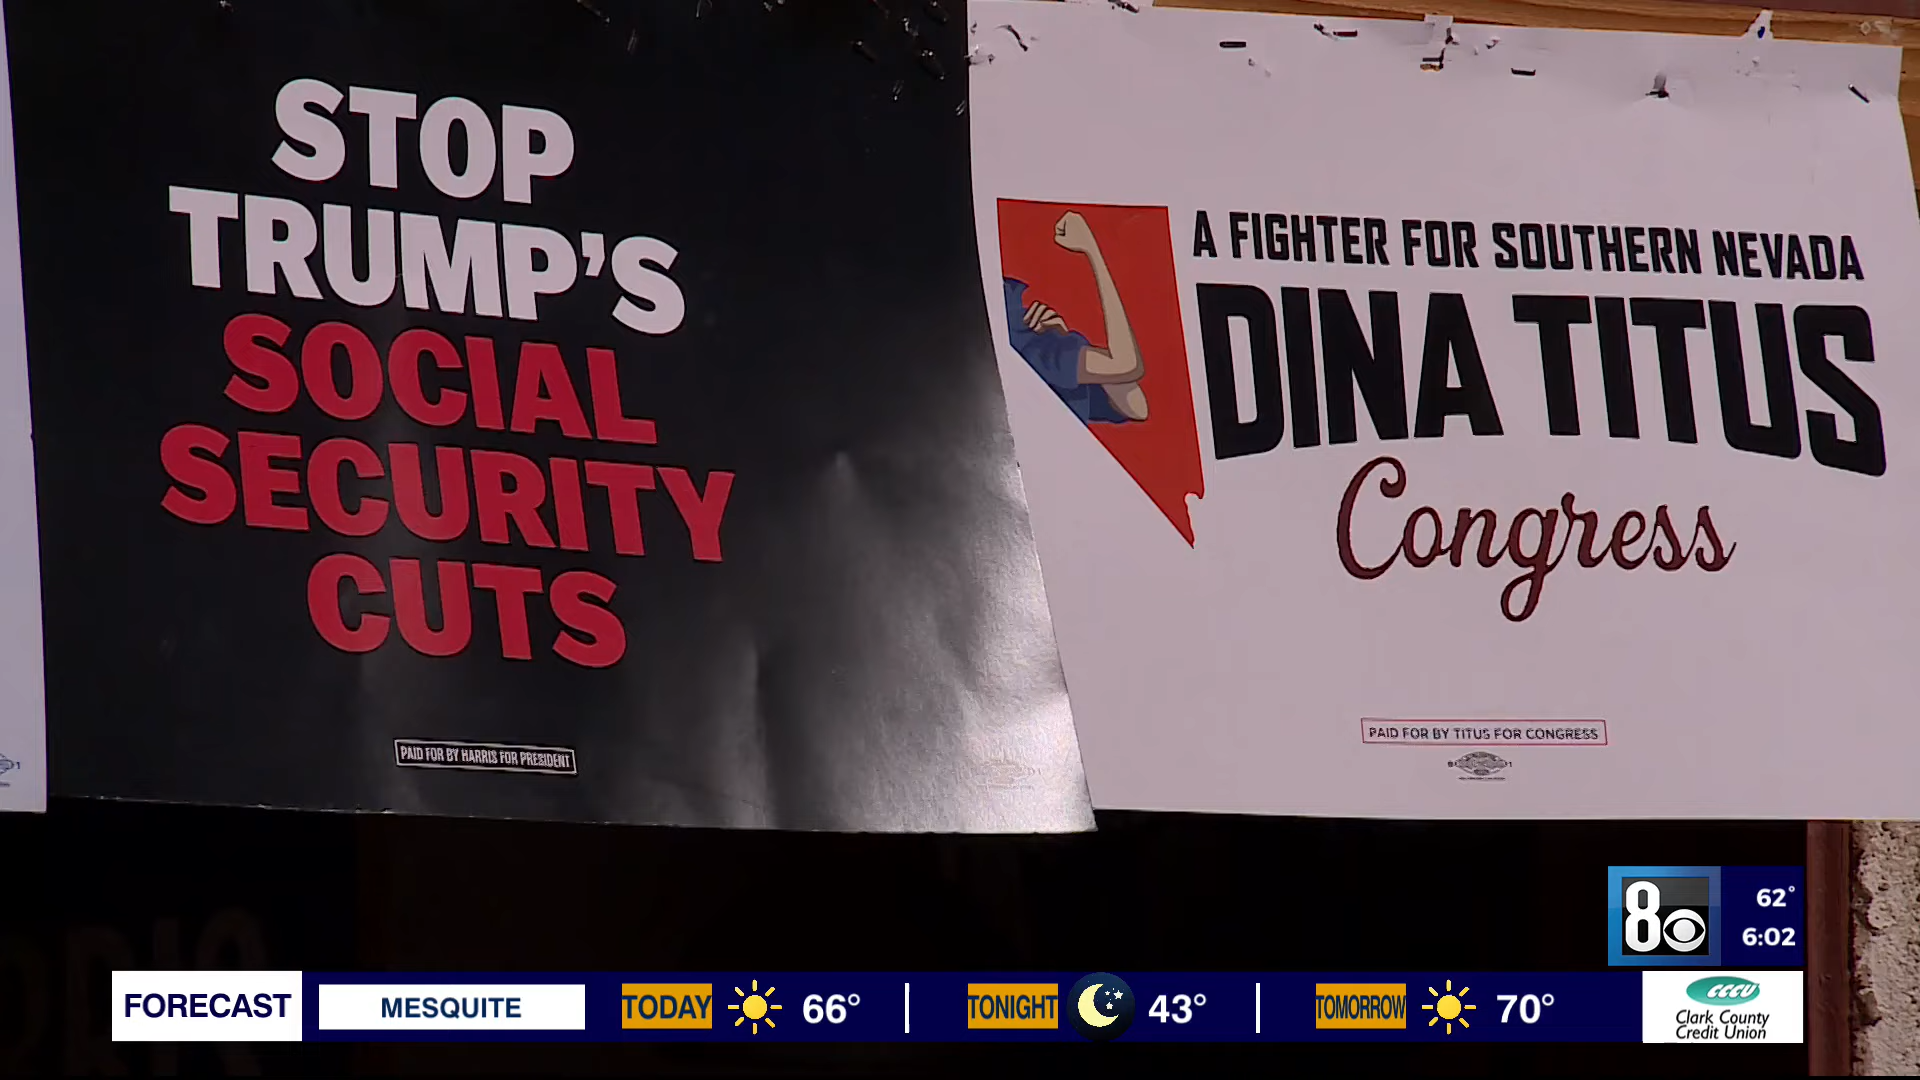 STOP
TRUMP'S
SOCIAL
SECURITY
CUTS
PAID FOR BY HARRIS FOR PRESIDENT
A FIGHTER FOR SOUTHERN NEVADA
DINA TITUS
Congress
PAID FOR BY TITUS FOR CONGRESS
8
62°
6:02
FORECAST
MESQUITE
TODAY 66°
TONIGHT 43°
TOMORROW 70°
CCCU
Clark County
Credit Union